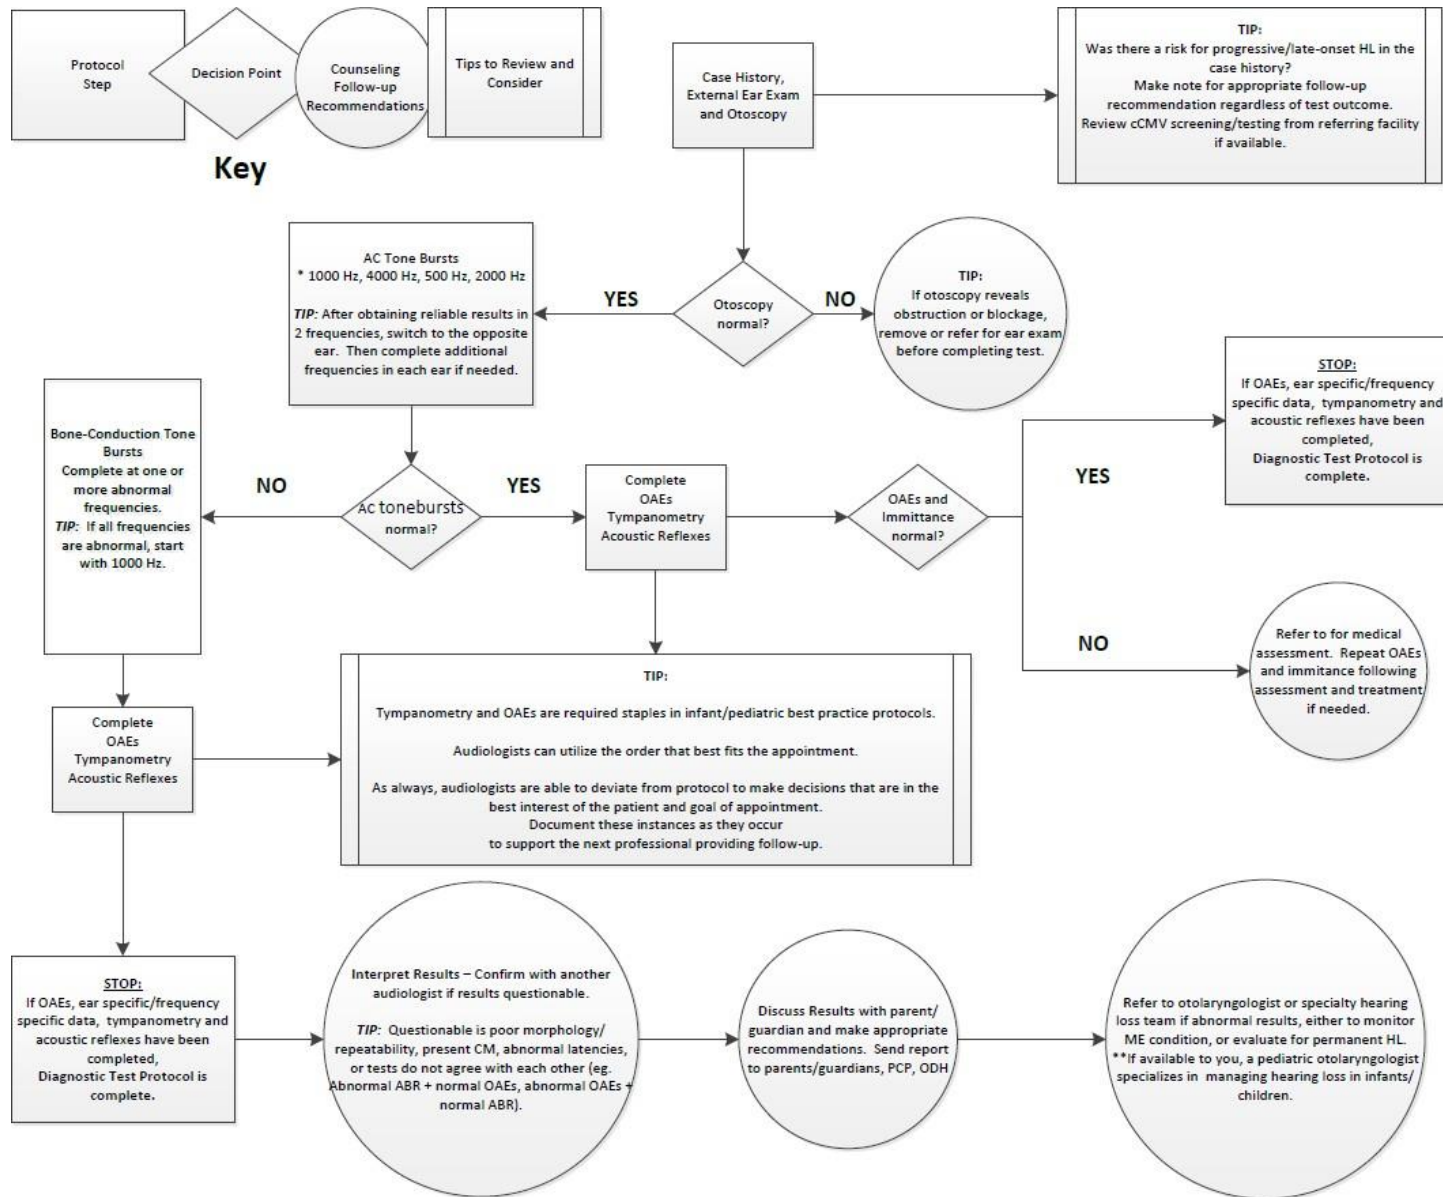 Protocol
Step
Decision Point
Counseling
Follow-up
Recommendations
Tips to Review and
Consider
Key
Case History,
External Ear Exam
and Otoscopy
TIP:
Was there a risk for progressive/late-onset HL in the
case history?
Make note for appropriate follow-up
recommendation regardless of test outcome.
Review cCMV screening/testing from referring facility
if available.
AC Tone Bursts
* 1000 Hz, 4000 Hz, 500 Hz, 2000 Hz
TIP: After obtaining reliable results in
2 frequencies, switch to the opposite
ear. Then complete additional
frequencies in each ear if needed.
YES
Otoscopy
normal?
NO
TIP:
If otoscopy reveals
obstruction or blockage,
remove or refer for ear exam
before completing test.
STOP:
If OAEs, ear specific/frequency
specific data, tympanometry and
acoustic reflexes have been
completed,
Diagnostic Test Protocol is
complete.
Bone-Conduction Tone
Bursts
Complete at one or
more abnormal
frequencies.
TIP: If all frequencies
are abnormal, start
with 1000 Hz.
NO
AC tonebursts
normal?
YES
Complete
OAEs
Tympanometry
Acoustic Reflexes
OAEs and
Immittance
normal?
YES
NO
Refer to for medical
assessment. Repeat OAEs
and immitance following
assessment and treatment
if needed.
Complete
OAEs
Tympanometry
Acoustic Reflexes
TIP:
Tympanometry and OAEs are required staples in infant/pediatric best practice protocols.
Audiologists can utilize the order that best fits the appointment.
As always, audiologists are able to deviate from protocol to make decisions that are in the
best interest of the patient and goal of appointment.
Document these instances as they occur
to support the next professional providing follow-up.
STOP:
If OAEs, ear specific/frequency
specific data, tympanometry and
acoustic reflexes have been
completed,
Diagnostic Test Protocol is
complete.
Interpret Results – Confirm with another
audiologist if results questionable.
TIP: Questionable is poor morphology/
repeatability, present CM, abnormal latencies,
or tests do not agree with each other (eg.
Abnormal ABR + normal OAEs, abnormal OAEs +
normal ABR).
Discuss Results with parent/
guardian and make appropriate
recommendations. Send report
to parents/guardians, PCP, ODH
Refer to otolaryngologist or specialty hearing
loss team if abnormal results, either to monitor
ME condition, or evaluate for permanent HL.
**If available to you, a pediatric otolaryngologist
specializes in managing hearing loss in infants/
children.